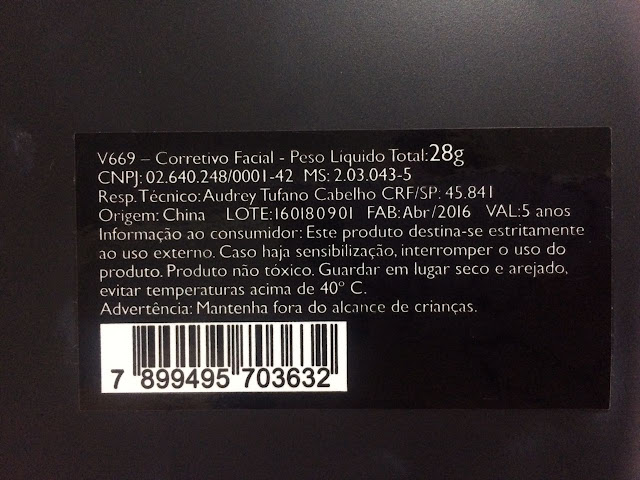 V669 – Corretivo Facial - Peso Líquido Total:28g
CNPJ: 02.640.248/0001-42 MS: 2.03.043-5
Resp. Técnico: Audrey Tufano Cabelho CRF/SP: 45.841
Origem: China LOTE:160180901 FAB: Abr/2016 VAL: 5 anos
Informação ao consumidor: Este produto destina-se estritamente
ao uso externo. Caso haja sensibilização, interromper o uso do
produto. Produto não tóxico. Guardar em lugar seco e arejado,
evitar temperaturas acima de 40º C.
Advertência: Mantenha fora do alcance de crianças.
7 899495 703632